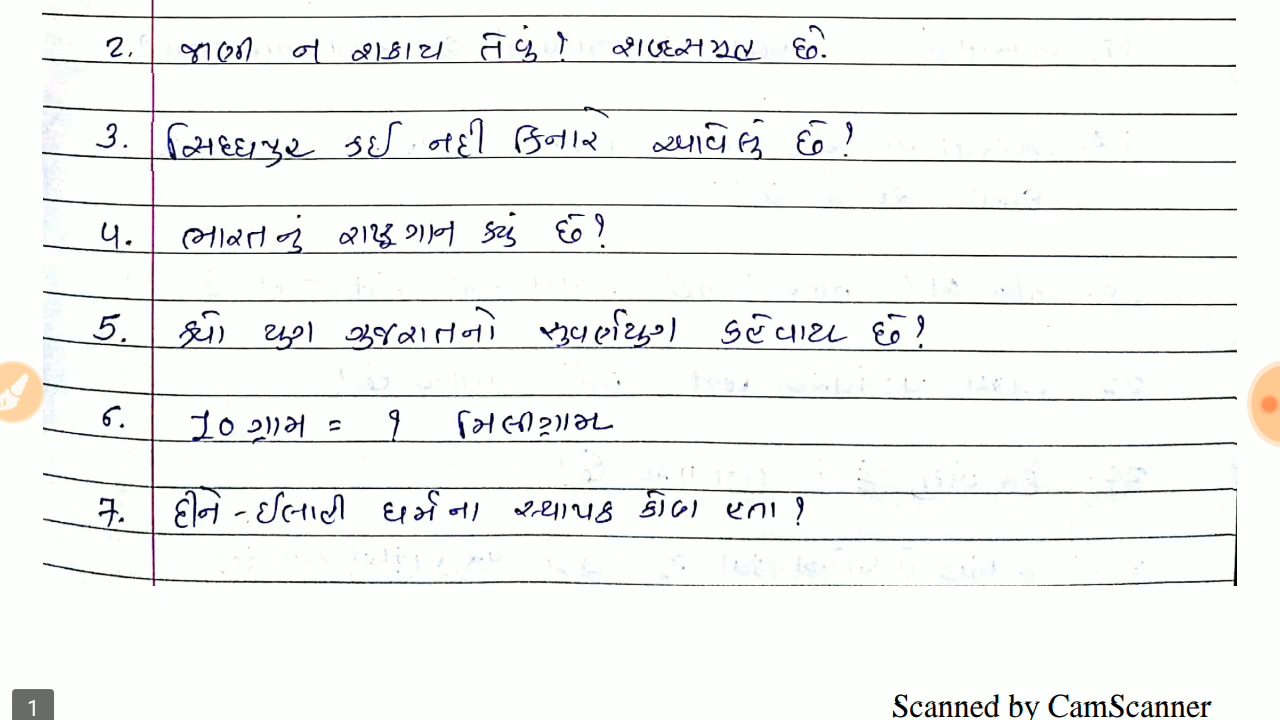 2. જાણી ન શકાય તેવું? શબ્દસમૂહ છે.
3. સિધ્ધપુર કઈ નદી કિનારે આવેલું છે?
4. ભારતનું રાષ્ટ્રગાન કયું છે?
5. કયો યુગ ગુજરાતનો સુવર્ણયુગ કહેવાય છે?
6. 10 ગ્રામ = ? મિલીગ્રામ
7. દીને-ઈલાહી ધર્મના સ્થાપક કોણ હતા?
1
Scanned by CamScanner